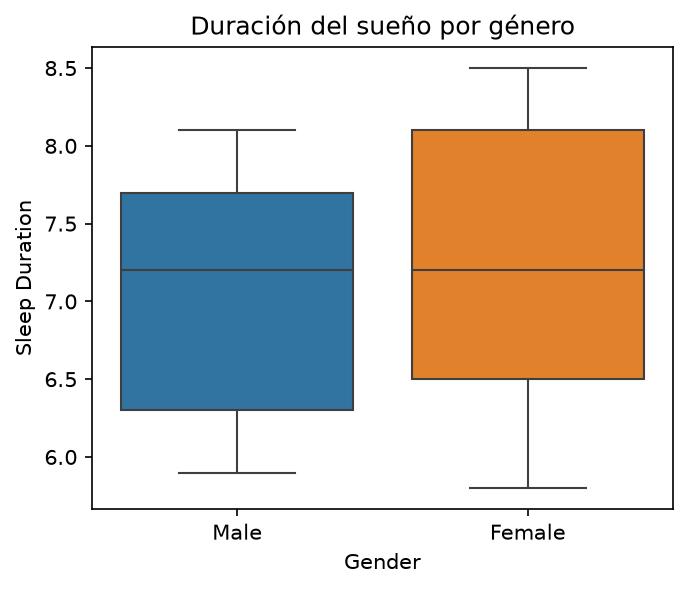 Duración del sueño por género
Sleep Duration
8.5
8.0
7.5
7.0
6.5
6.0
Male
Female
Gender